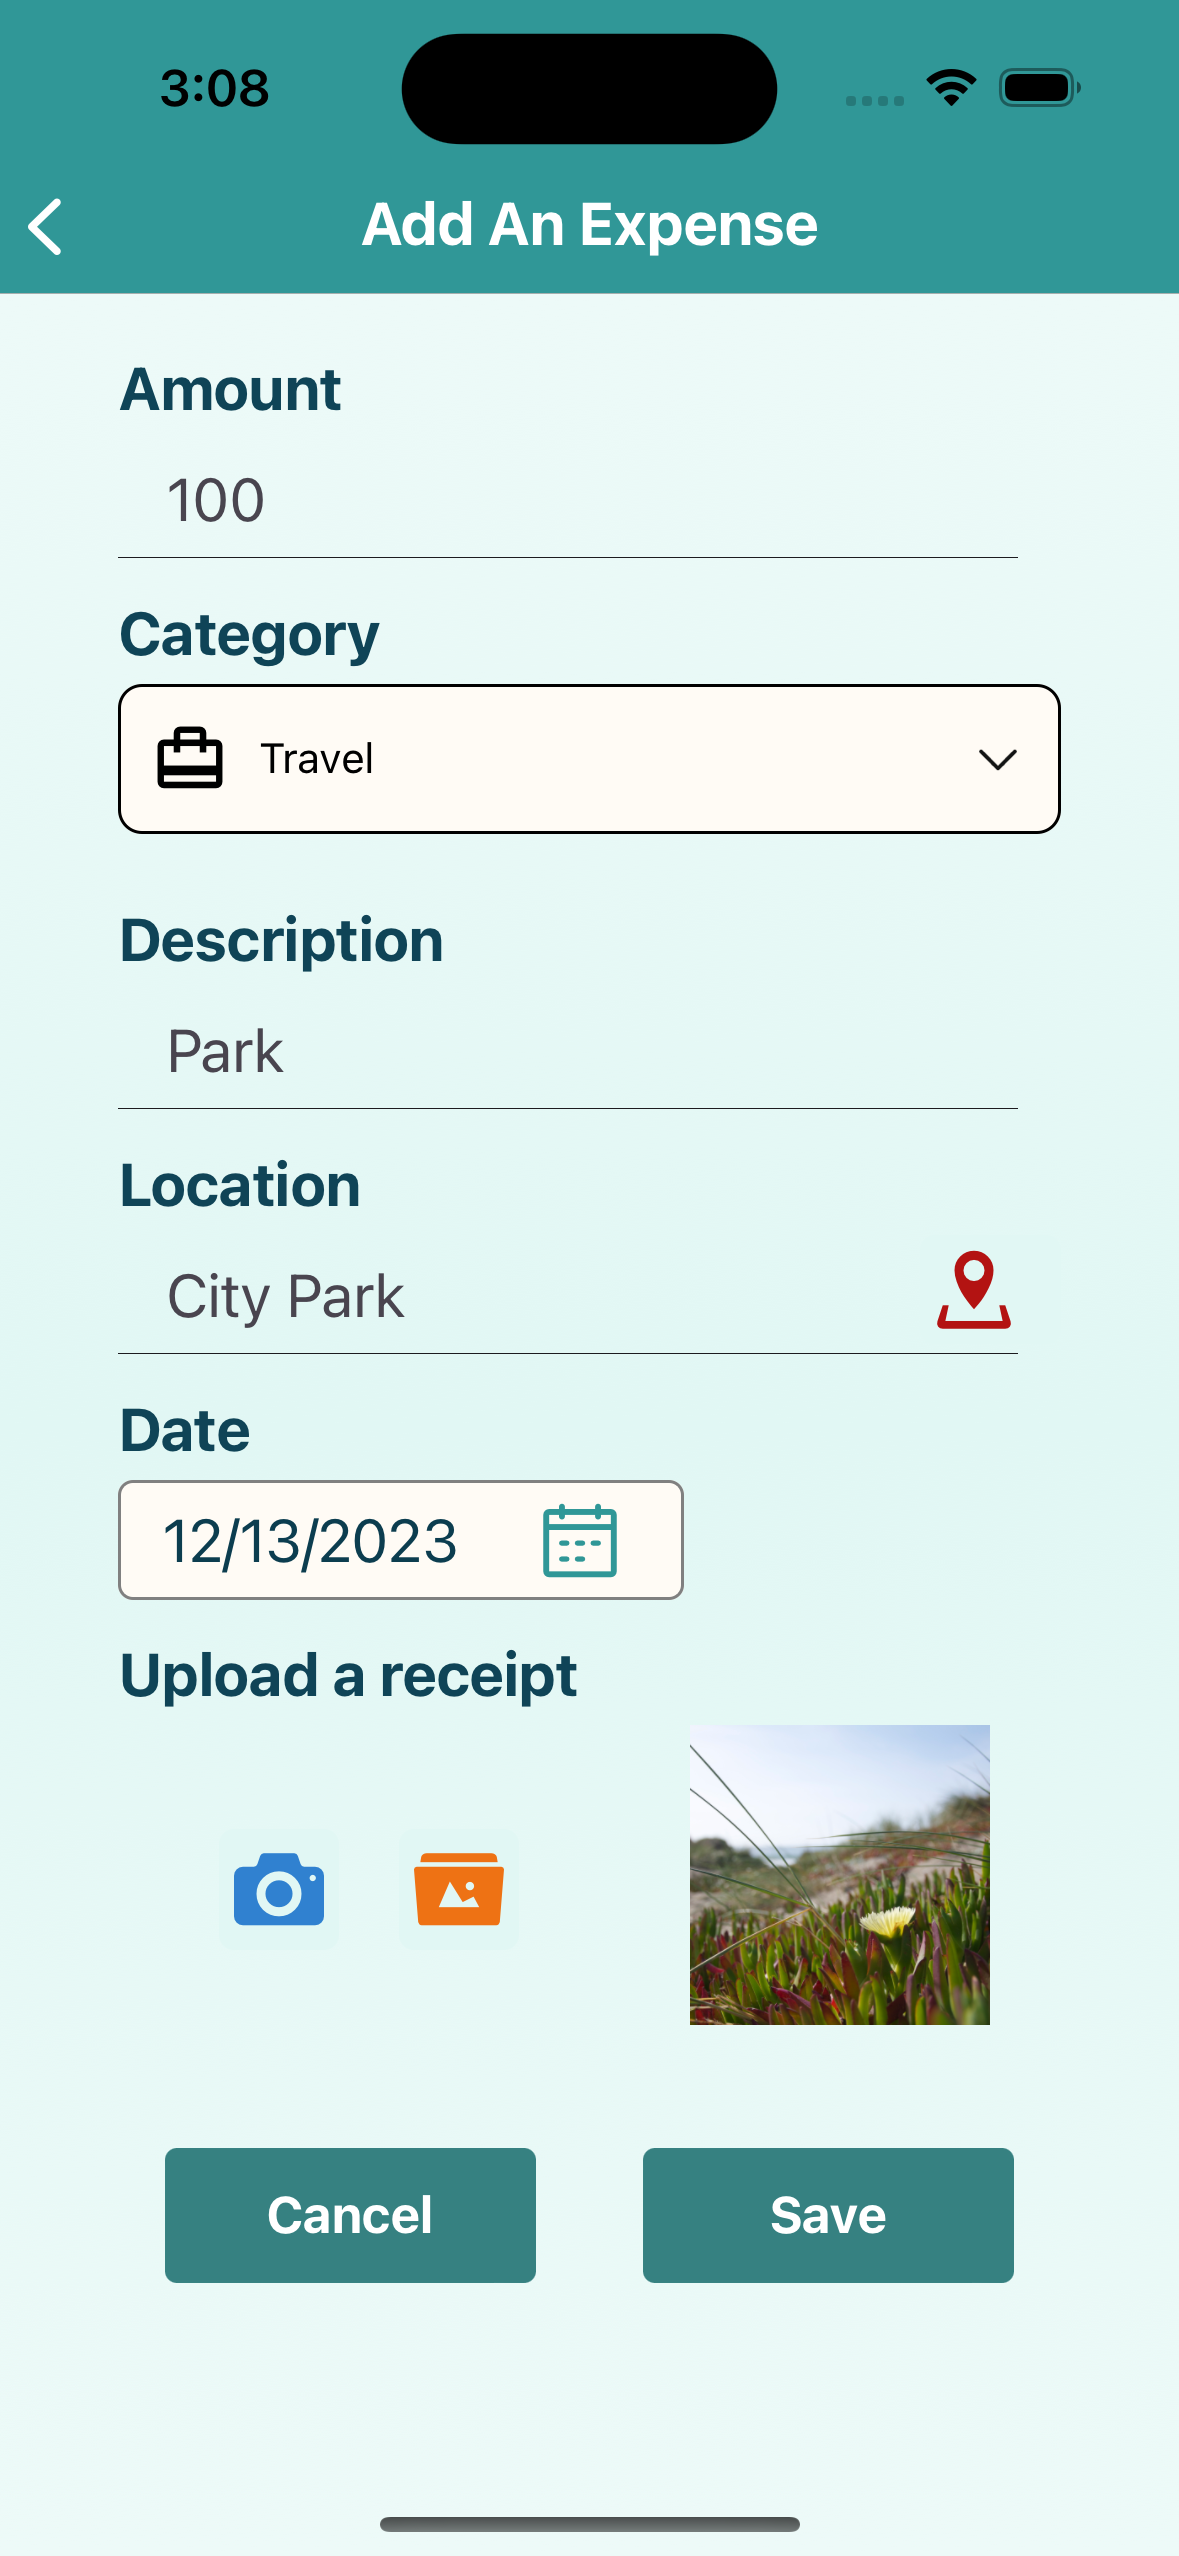 3:08
Add An Expense
Amount
100
Category
Travel
Description
Park
Location
City Park
Date
12/13/2023
Upload a receipt
Cancel
Save